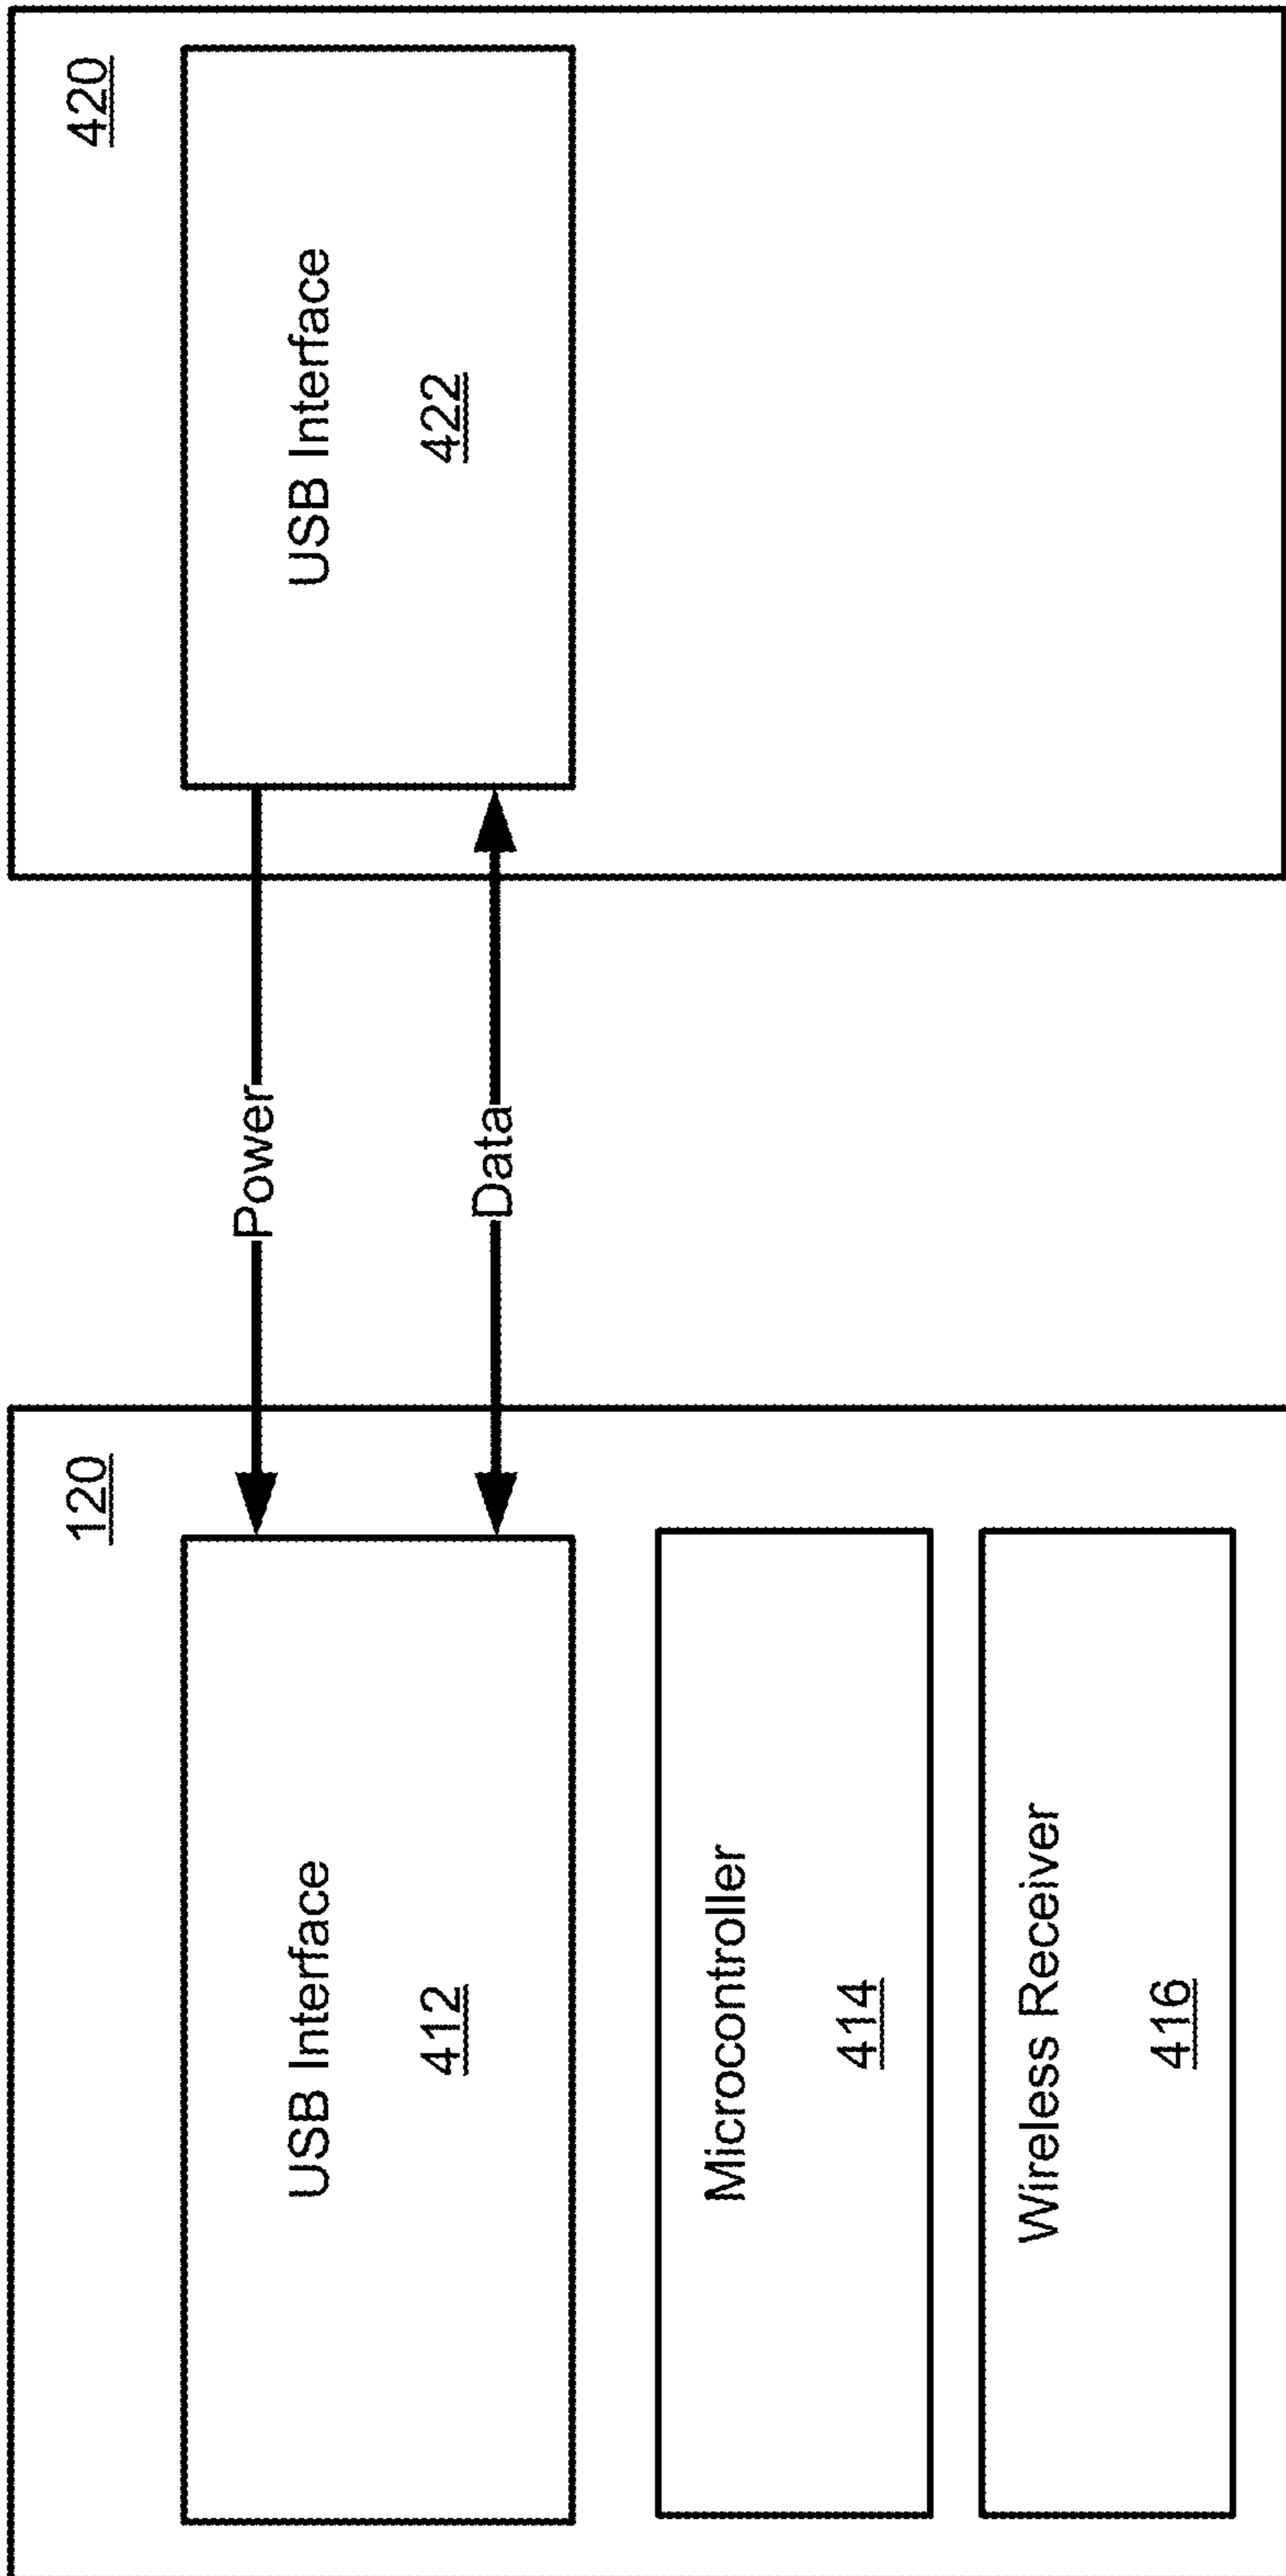 120
USB Interface
412
Microcontroller
414
Wireless Receiver
416
Power
Data
420
USB Interface
422